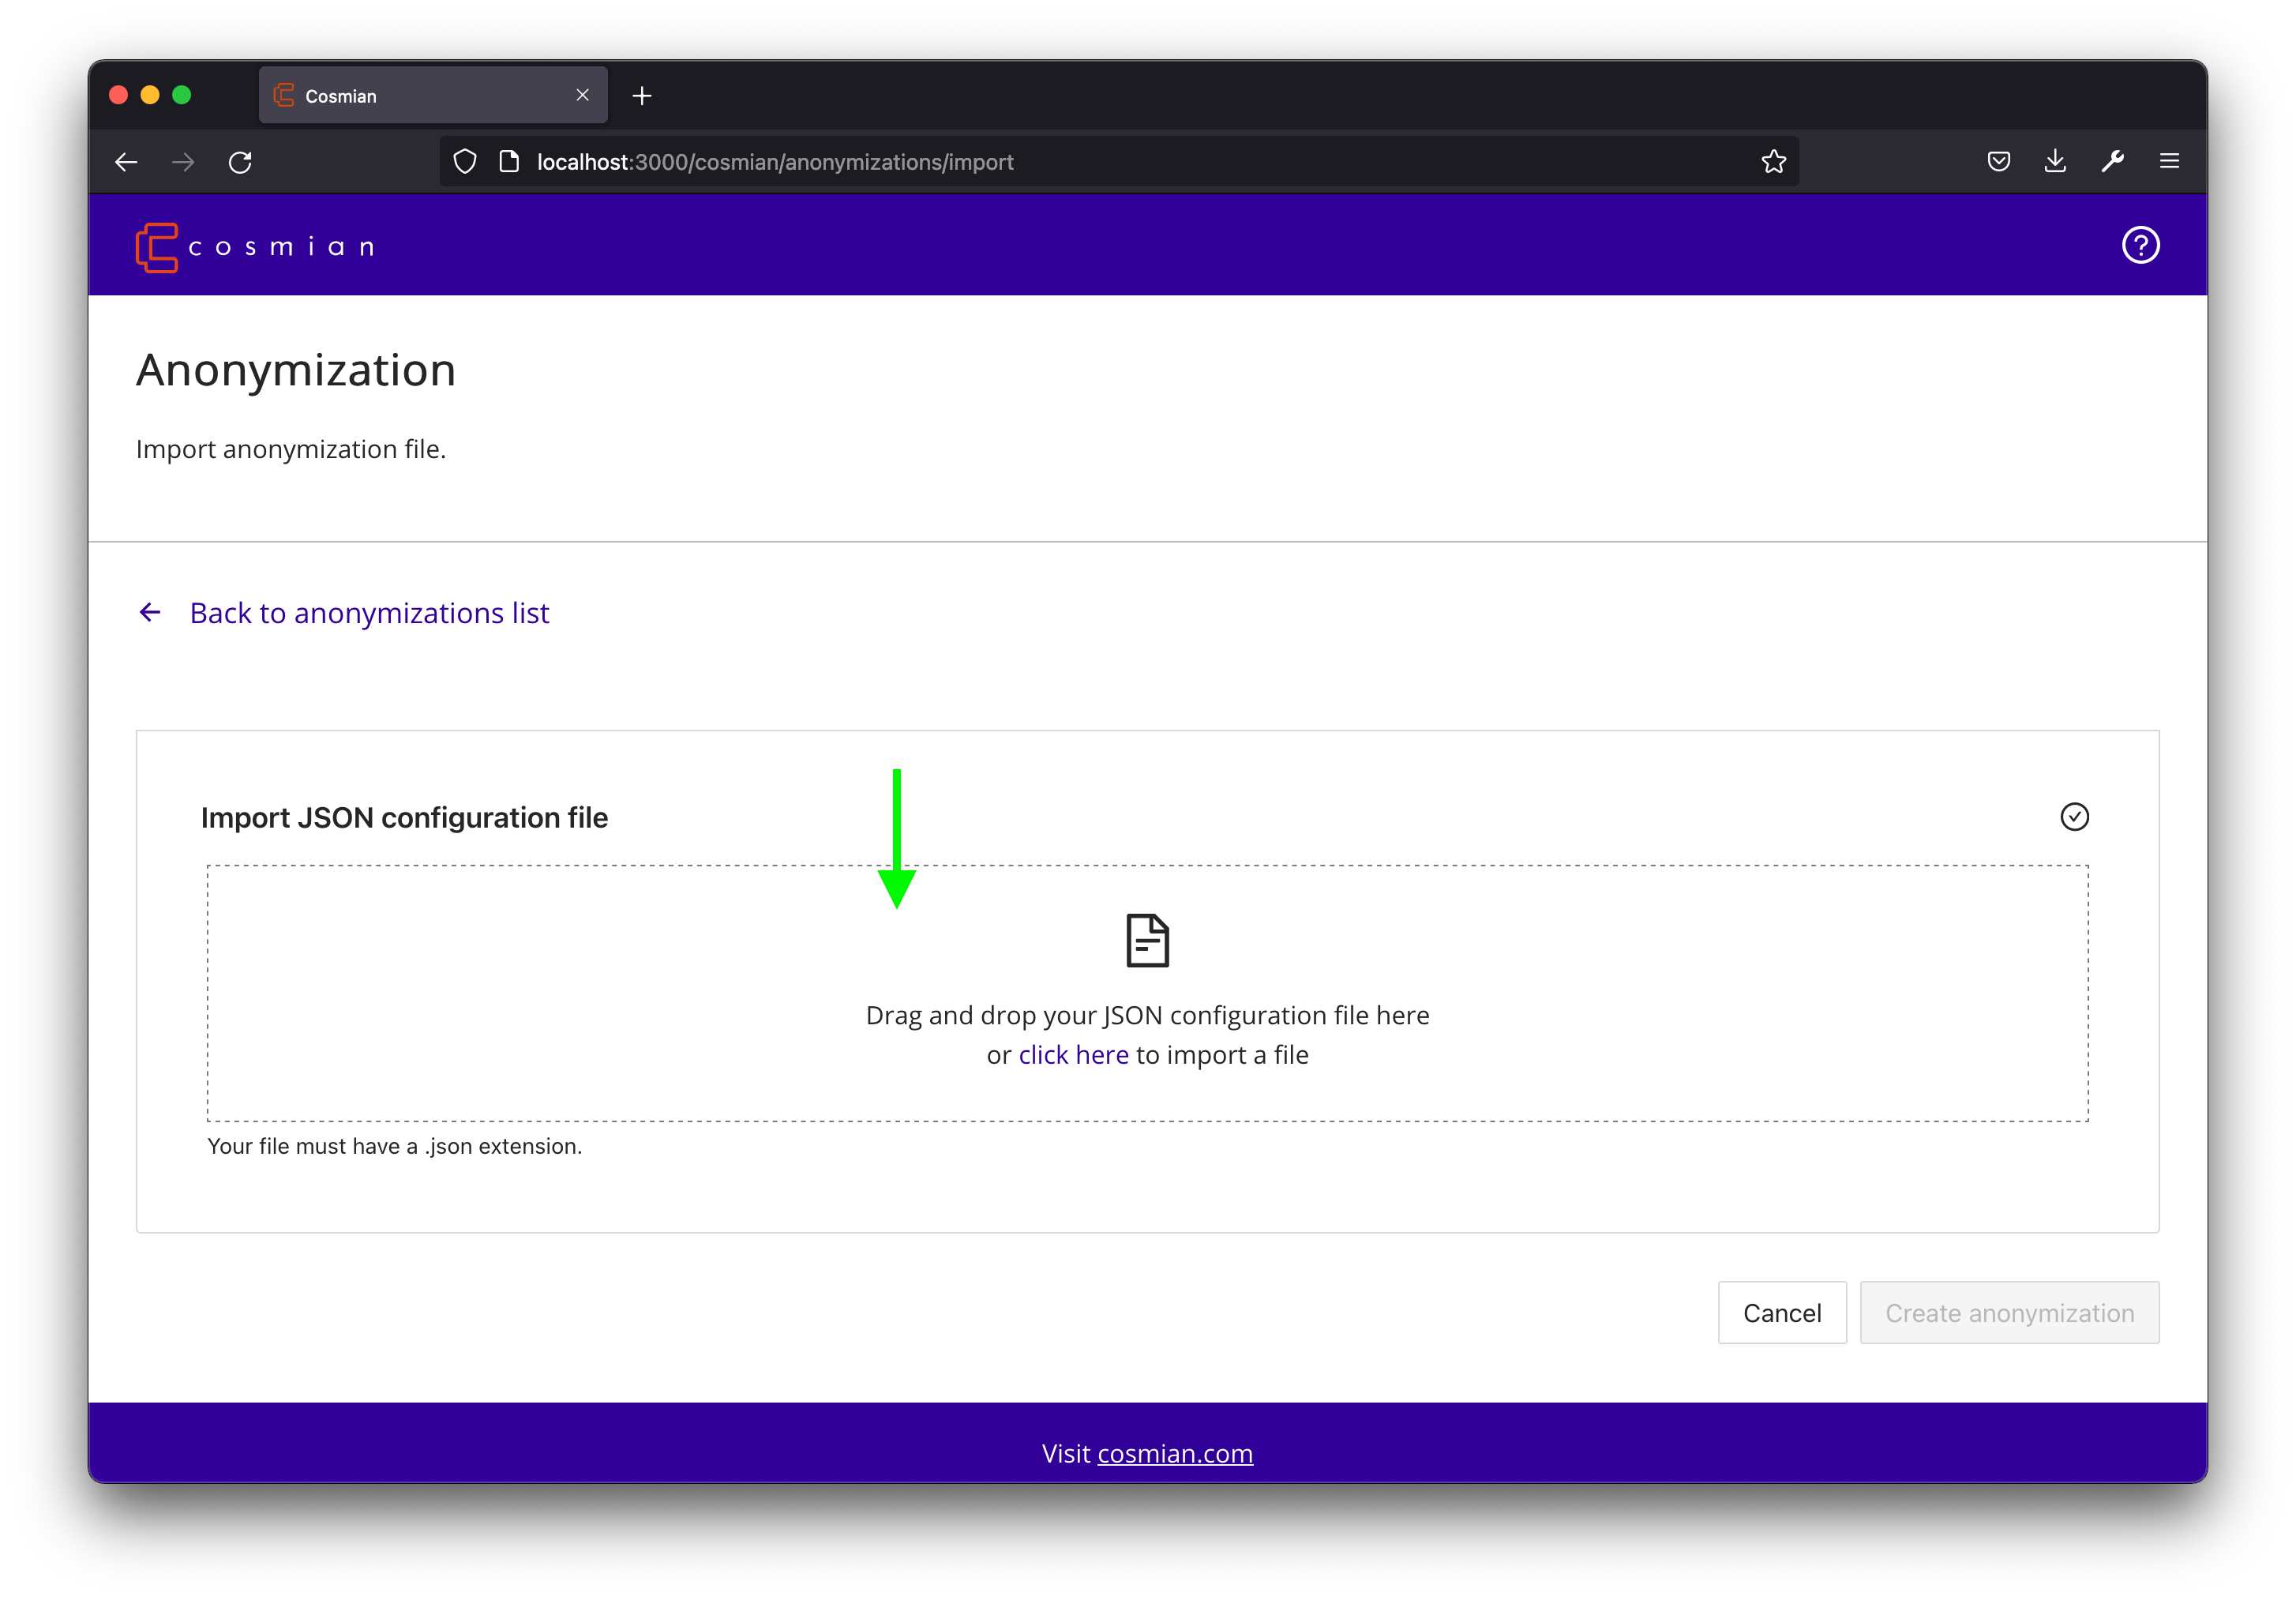 Cosmian
localhost:3000/cosmian/anonymizations/import
cosmian
Anonymization
Import anonymization file.
Back to anonymizations list
Import JSON configuration file
Drag and drop your JSON configuration file here
or click here to import a file
Your file must have a .json extension.
Cancel
Create anonymization
Visit cosmian.com